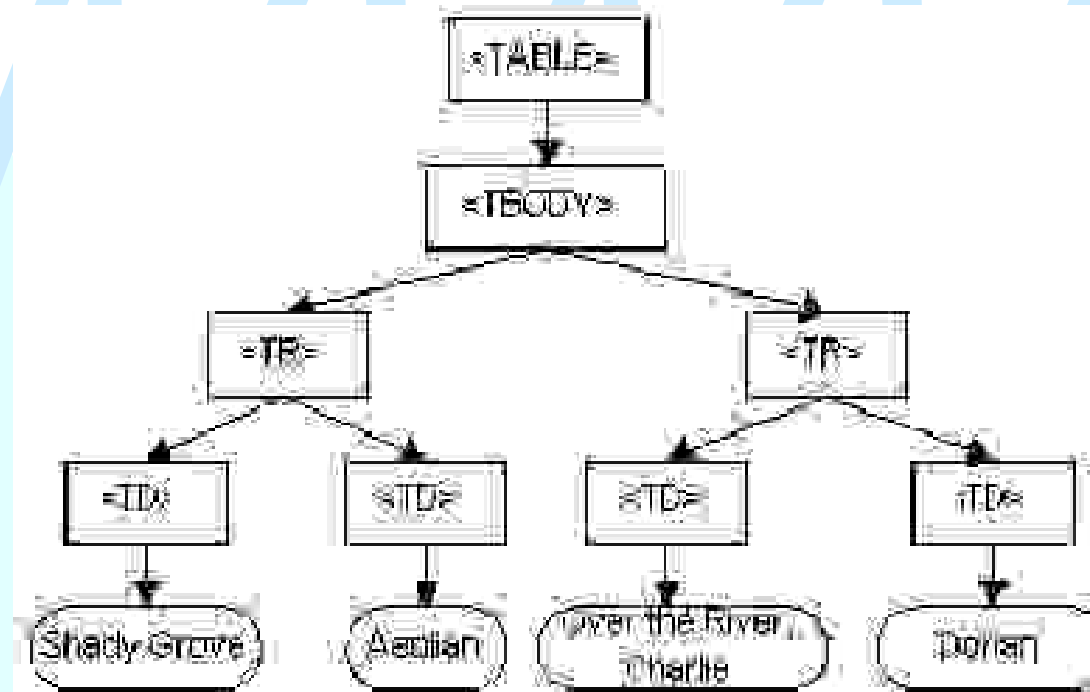 <TABLE>
<TBODY>
<TR>
<TR>
<TD>
<TD>
<TD>
<TD>
Shady Grove
Aeolian
Over the River,
Charlie
Dorian